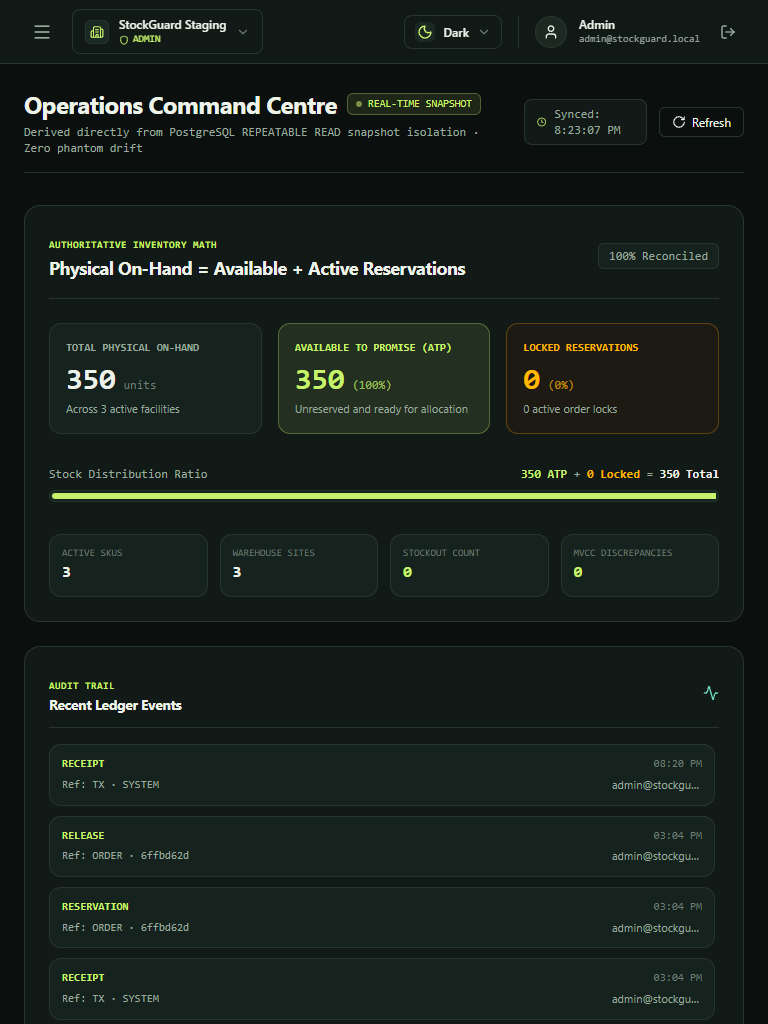 StockGuard Staging
ADMIN
Dark
Admin
admin@stockguard.local
Operations Command Centre
REAL-TIME SNAPSHOT
Derived directly from PostgreSQL REPEATABLE READ snapshot isolation ·
Zero phantom drift
Synced:
8:23:07 PM
Refresh
AUTHORITATIVE INVENTORY MATH
Physical On-Hand = Available + Active Reservations
100% Reconciled
TOTAL PHYSICAL ON-HAND
350 units
Across 3 active facilities
AVAILABLE TO PROMISE (ATP)
350 (100%)
Unreserved and ready for allocation
LOCKED RESERVATIONS
0 (0%)
0 active order locks
Stock Distribution Ratio
350 ATP + 0 Locked = 350 Total
ACTIVE SKUS
3
WAREHOUSE SITES
3
STOCKOUT COUNT
0
MVCC DISCREPANCIES
0
AUDIT TRAIL
Recent Ledger Events
RECEIPT
08:20 PM
Ref: TX · SYSTEM
admin@stockgu...
RELEASE
03:04 PM
Ref: ORDER · 6ffbd62d
admin@stockgu...
RESERVATION
03:04 PM
Ref: ORDER · 6ffbd62d
admin@stockgu...
RECEIPT
03:04 PM
Ref: TX · SYSTEM
admin@stockgu...